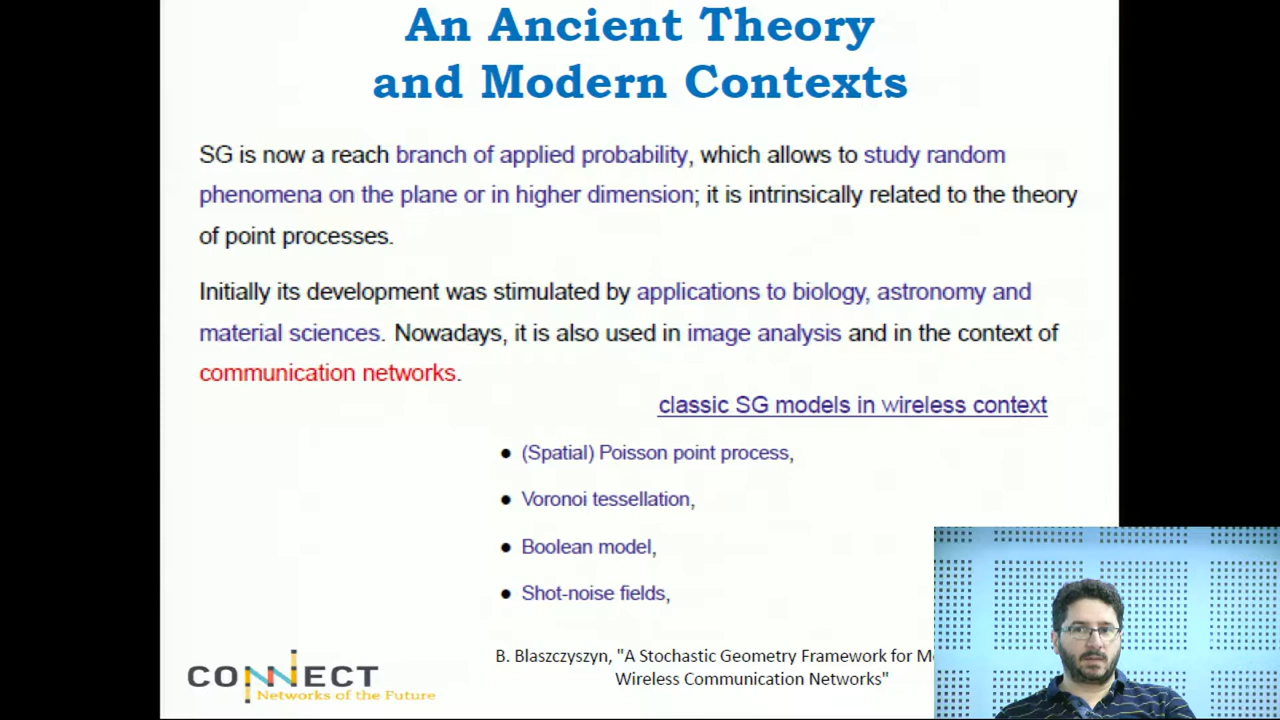 An Ancient Theory
and Modern Contexts
SG is now a reach branch of applied probability, which allows to study random
phenomena on the plane or in higher dimension; it is intrinsically related to the theory
of point processes.
Initially its development was stimulated by applications to biology, astronomy and
material sciences. Nowadays, it is also used in image analysis and in the context of
communication networks.
classic SG models in wireless context
● (Spatial) Poisson point process,
● Voronoi tessellation,
● Boolean model,
● Shot-noise fields,
B. Blaszczyszyn, "A Stochastic Geometry Framework for
Wireless Communication Networks"
CONNECT
Networks of the Future